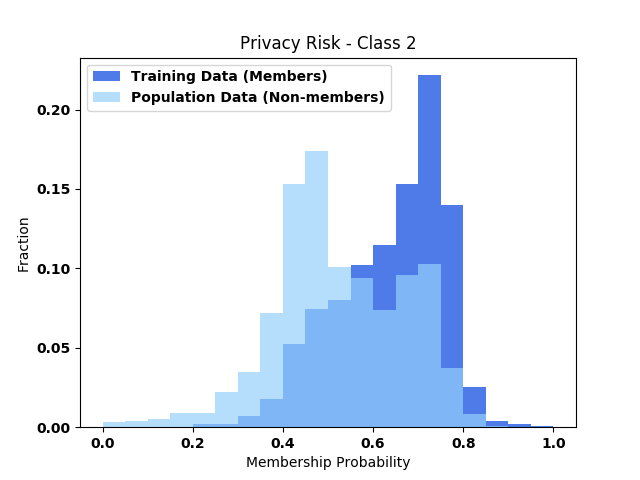 Privacy Risk - Class 2
Training Data (Members)
Population Data (Non-members)
0.20
0.15
0.10
0.05
0.00
Fraction
0.0 0.2 0.4 0.6 0.8 1.0
Membership Probability